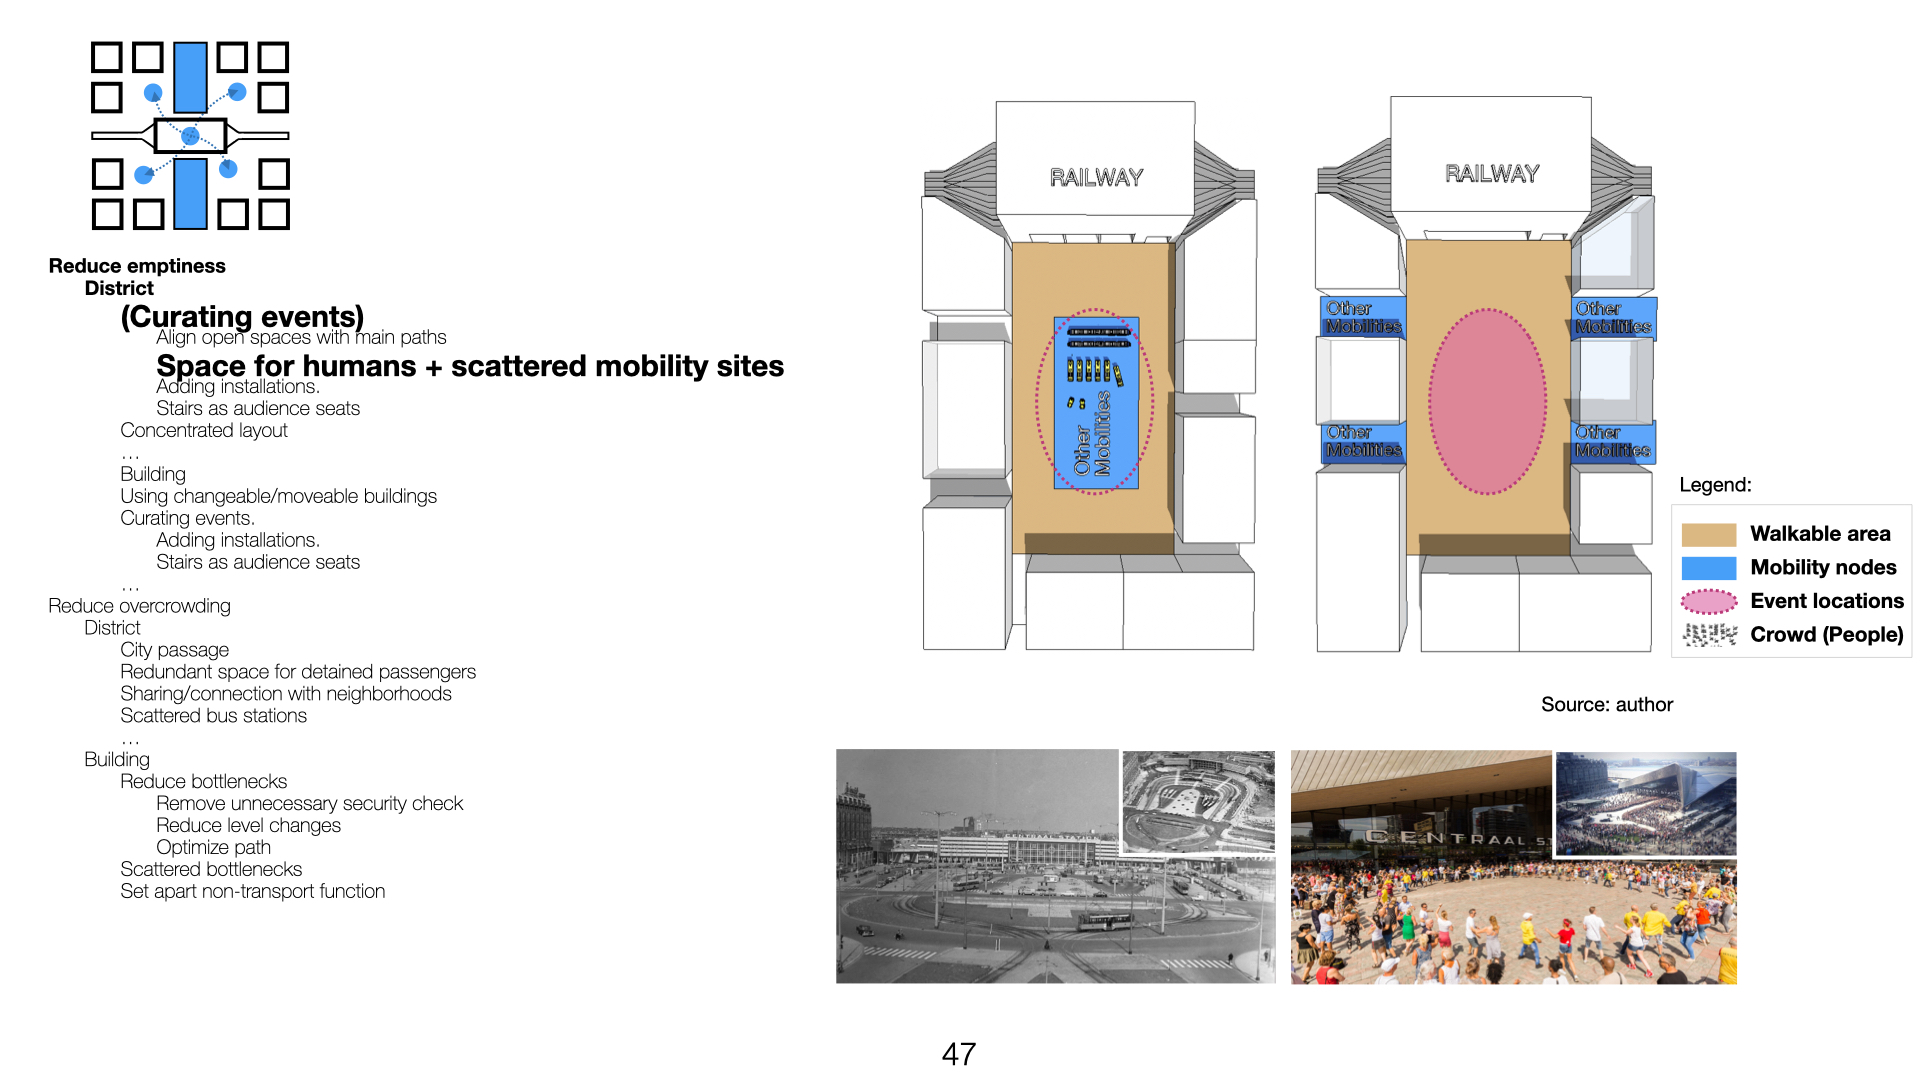 Reduce emptiness
District
(Curating events)
Align open spaces with main paths
Space for humans + scattered mobility sites
Adding installations.
Stairs as audience seats
Concentrated layout
…
Building
Using changeable/moveable buildings
Curating events.
Adding installations.
Stairs as audience seats
…
Reduce overcrowding
District
City passage
Redundant space for detained passengers
Sharing/connection with neighborhoods
Scattered bus stations
…
Building
Reduce bottlenecks
Remove unnecessary security check
Reduce level changes
Optimize path
Scattered bottlenecks
Set apart non-transport function
RAILWAY
Other
Mobilities
RAILWAY
Other
Mobilities
Other
Mobilities
Other
Mobilities
Other
Mobilities
Legend:
Walkable area
Mobility nodes
Event locations
Crowd (People)
Source: author
CENTRAAL STATION
CENTRAAL ST
47